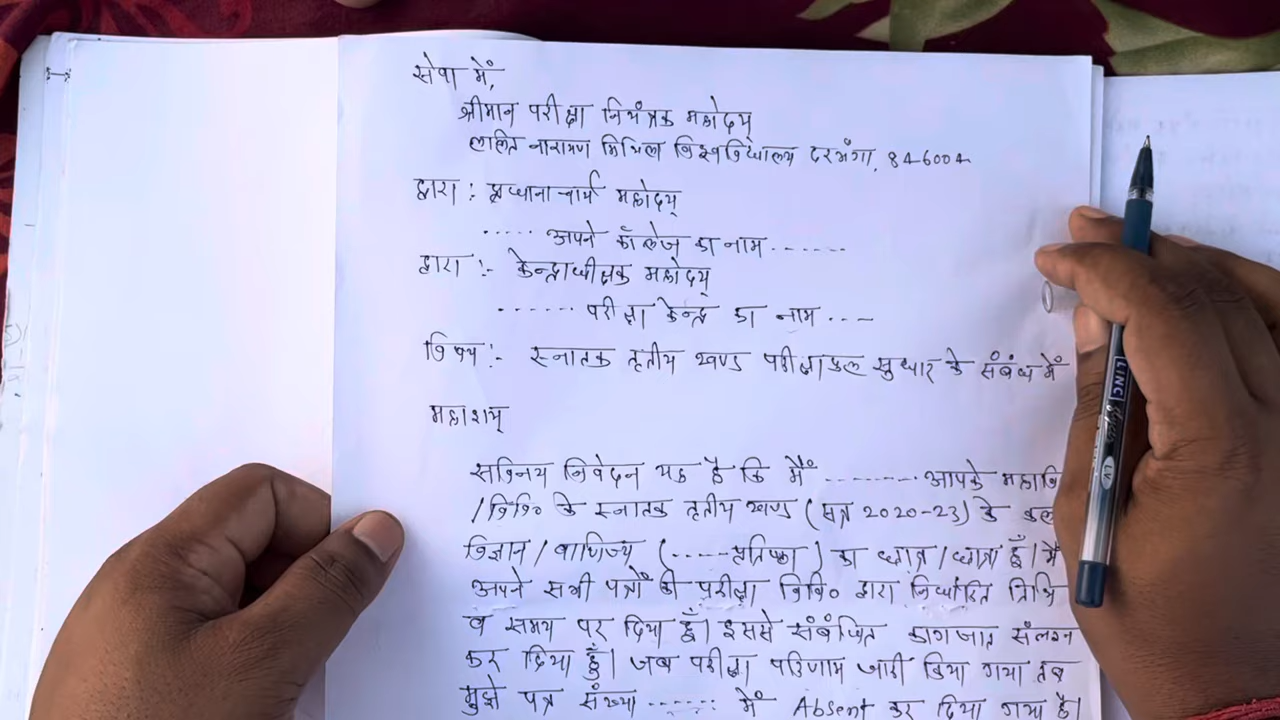 सेवा में,
श्रीमान परीक्षा नियंत्रक महोदय्
ललित नारायण मिथिला विश्वविद्यालय दरभंगा, 846004
द्वारा :- प्रधानाचार्य महोदय्
..... अपने कॉलेज का नाम.......
द्वारा :- केन्द्राधीक्षक महोदय्
....... परीक्षा केन्द्र का नाम ....
विषय :- स्नातक तृतीय खण्ड परीक्षाफल सुधार के संबंध में
महाशय्
सविनय निवेदन यह है कि मैं ......... आपके महावि
/वि०वि० के स्नातक तृतीय खण्ड (सत्र 2020-23) के कला
विज्ञान/वाणिज्य (.....प्रतिष्ठा) का छात्र/छात्रा हूँ। मैं
अपने सभी पत्रों की परीक्षा वि०वि० द्वारा निर्धारित तिथि
व समय पर दिया हूँ। इससे संबंधित कागजात संलग्न
कर दिया हूँ। जब परीक्षा परिणाम जारी किया गया तब
मुझे पत्र संख्या ...... में Absent कर दिया गया है।
LINC